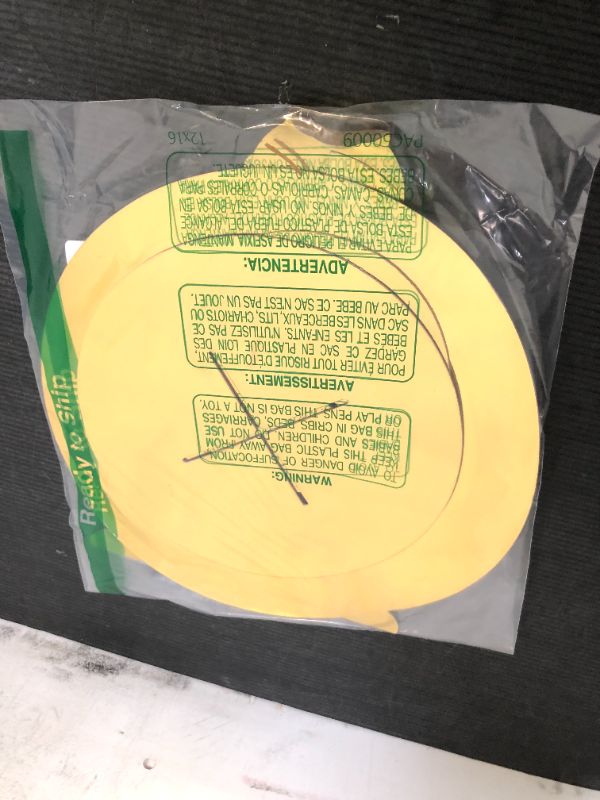 WARNING:
TO AVOID DANGER OF SUFFOCATION
KEEP THIS PLASTIC BAG AWAY FROM
BABIES AND CHILDREN. DO NOT USE
THIS BAG IN CRIBS, BEDS, CARRIAGES
OR PLAY PENS. THIS BAG IS NOT A TOY.
AVERTISSEMENT:
POUR ÉVITER TOUT RISQUE D'ÉTOUFFEMENT,
GARDEZ CE SAC EN PLASTIQUE LOIN DES
BÉBÉS ET LES ENFANTS. N'UTILISEZ PAS CE
SAC DANS LES BERCEAUX, LITS, CHARIOTS OU
PARC AU BEBE. CE SAC N'EST PAS UN JOUET.
ADVERTENCIA:
PARA EVITAR EL PELIGRO DE ASFIXIA, MANTENGA
ESTA BOLSA DE PLASTICO FUERA DEL ALCANCE
DE BEBES Y NINOS. NO USAR ESTA BOLSA EN
CUNAS, CAMAS, CARRIOLAS O CORRALES PARA
BEBES. ESTA BOLSA NO ES UN JUGUETE.
PAC50009
12x16
Ready to Ship